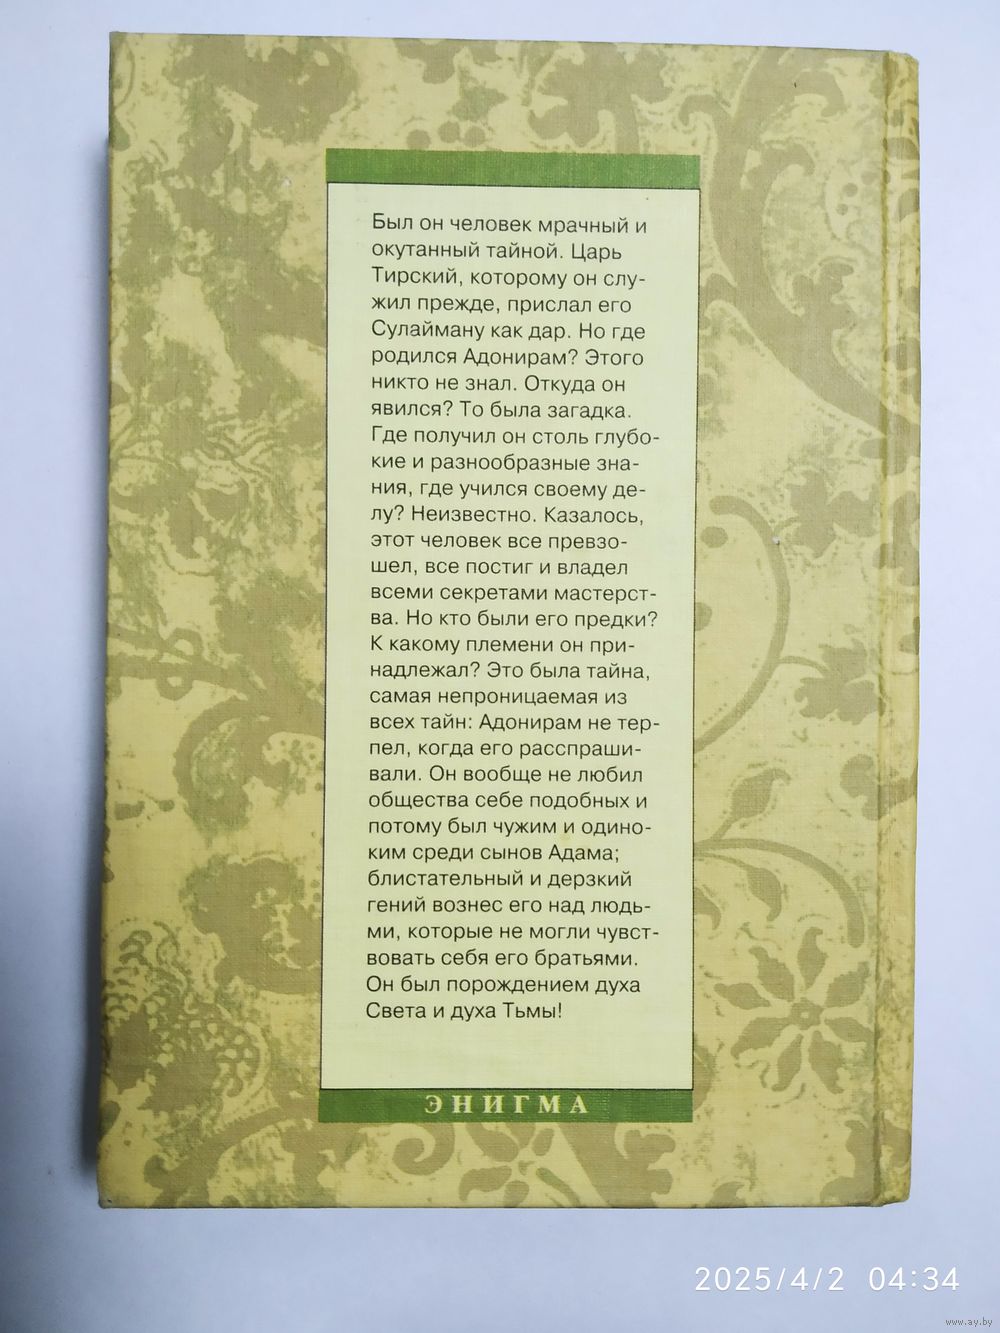 Был он человек мрачный и
окутанный тайной. Царь
Тирский, которому он слу-
жил прежде, прислал его
Сулайману как дар. Но где
родился Адонирам? Этого
никто не знал. Откуда он
явился? То была загадка.
Где получил он столь глубо-
кие и разнообразные зна-
ния, где учился своему де-
лу? Неизвестно. Казалось,
этот человек все превзо-
шел, все постиг и владел
всеми секретами мастерст-
ва. Но кто были его предки?
К какому племени он при-
надлежал? Это была тайна,
самая непроницаемая из
всех тайн: Адонирам не тер-
пел, когда его расспраши-
вали. Он вообще не любил
общества себе подобных и
потому был чужим и одино-
ким среди сынов Адама;
блистательный и дерзкий
гений вознес его над людь-
ми, которые не могли чувст-
вовать себя его братьями.
Он был порождением духа
Света и духа Тьмы!
ЭНИГМА
2025/4/2 04:34
www.ay.by